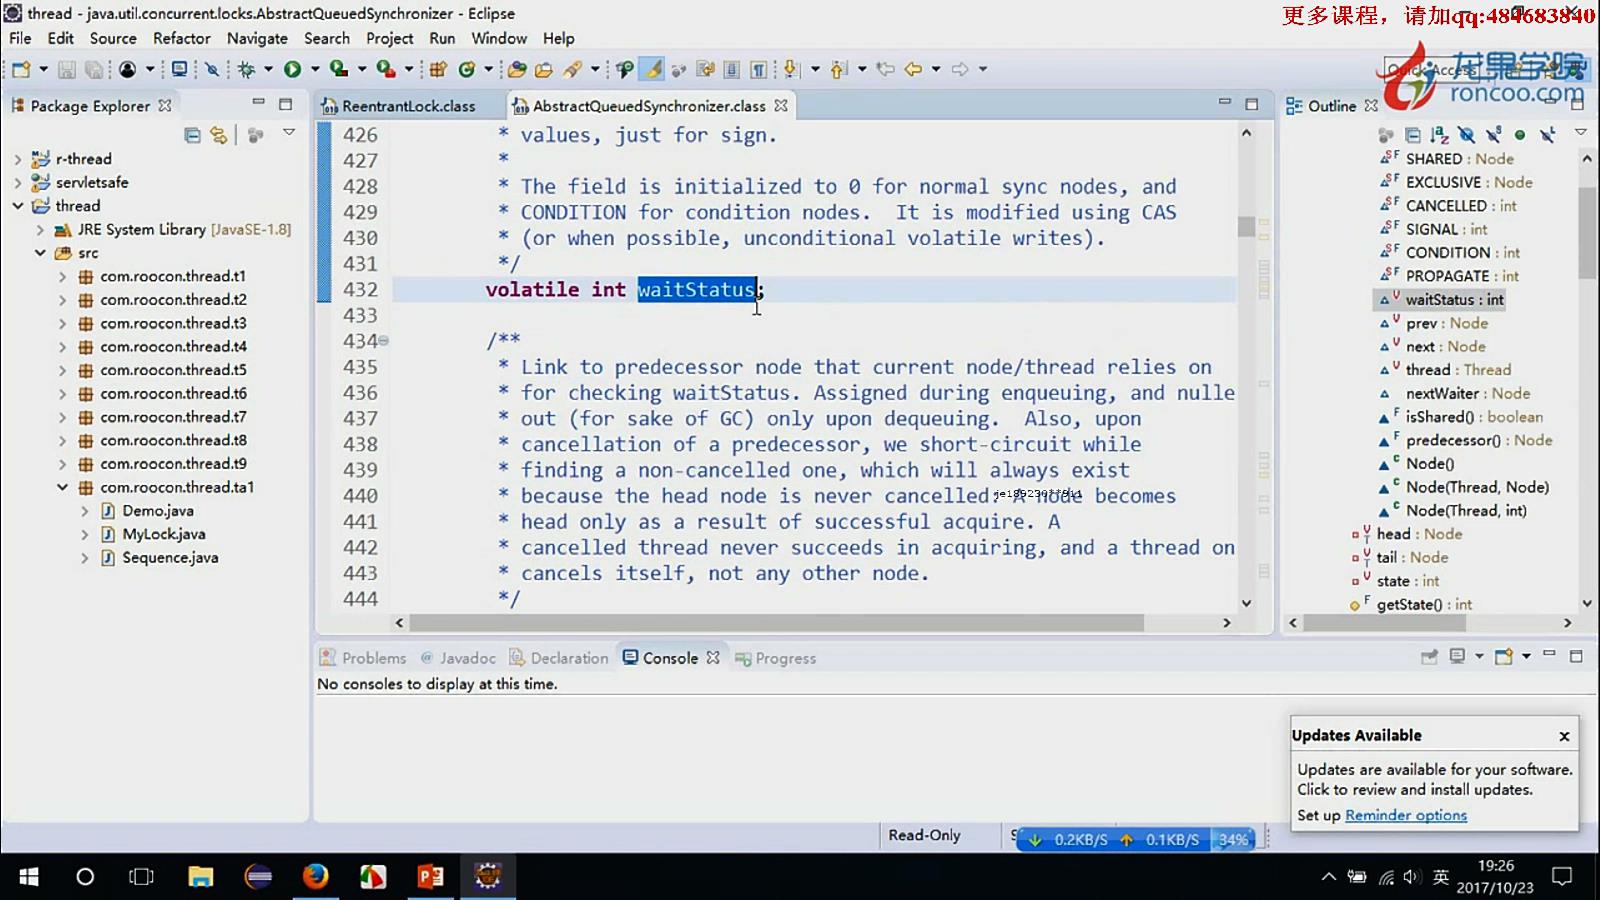 thread - java.util.concurrent.locks.AbstractQueuedSynchronizer - Eclipse
更多课程，请加qq:484683840
File Edit Source Refactor Navigate Search Project Run Window Help
Quick Access
龙果学院
roncoo.com
Package Explorer
r-thread
servletsafe
thread
JRE System Library [JavaSE-1.8]
src
com.roocon.thread.t1
com.roocon.thread.t2
com.roocon.thread.t3
com.roocon.thread.t4
com.roocon.thread.t5
com.roocon.thread.t6
com.roocon.thread.t7
com.roocon.thread.t8
com.roocon.thread.t9
com.roocon.thread.ta1
Demo.java
MyLock.java
Sequence.java
ReentrantLock.class
AbstractQueuedSynchronizer.class
426 * values, just for sign.
427 *
428 * The field is initialized to 0 for normal sync nodes, and
429 * CONDITION for condition nodes.  It is modified using CAS
430 * (or when possible, unconditional volatile writes).
431 */
432 volatile int waitStatus;
433
434 /**
435 * Link to predecessor node that current node/thread relies on
436 * for checking waitStatus. Assigned during enqueuing, and nulle
437 * out (for sake of GC) only upon dequeuing.  Also, upon
438 * cancellation of a predecessor, we short-circuit while
439 * finding a non-cancelled one, which will always exist
440 * because the head node is never cancelled: A node becomes
441 * head only as a result of successful acquire. A
442 * cancelled thread never succeeds in acquiring, and a thread on
443 * cancels itself, not any other node.
444 */
Outline
SHARED : Node
EXCLUSIVE : Node
CANCELLED : int
SIGNAL : int
CONDITION : int
PROPAGATE : int
waitStatus : int
prev : Node
next : Node
thread : Thread
nextWaiter : Node
isShared() : boolean
predecessor() : Node
Node()
Node(Thread, Node)
Node(Thread, int)
head : Node
tail : Node
state : int
getState() : int
Problems
Javadoc
Declaration
Console
Progress
No consoles to display at this time.
Updates Available
Updates are available for your software.
Click to review and install updates.
Set up Reminder options
Read-Only
0.2KB/S
0.1KB/S
34%
英
19:26
2017/10/23